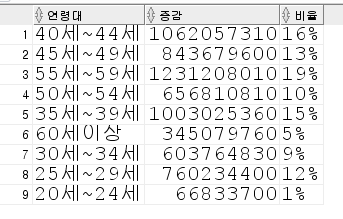 연령대 증감 비율
1 40세~44세 1062057310 16%
2 45세~49세 843679600 13%
3 55세~59세 1231208010 19%
4 50세~54세 656810810 10%
5 35세~39세 1003025360 15%
6 60세이상 345079760 5%
7 30세~34세 603764830 9%
8 25세~29세 760234400 12%
9 20세~24세 66833700 1%